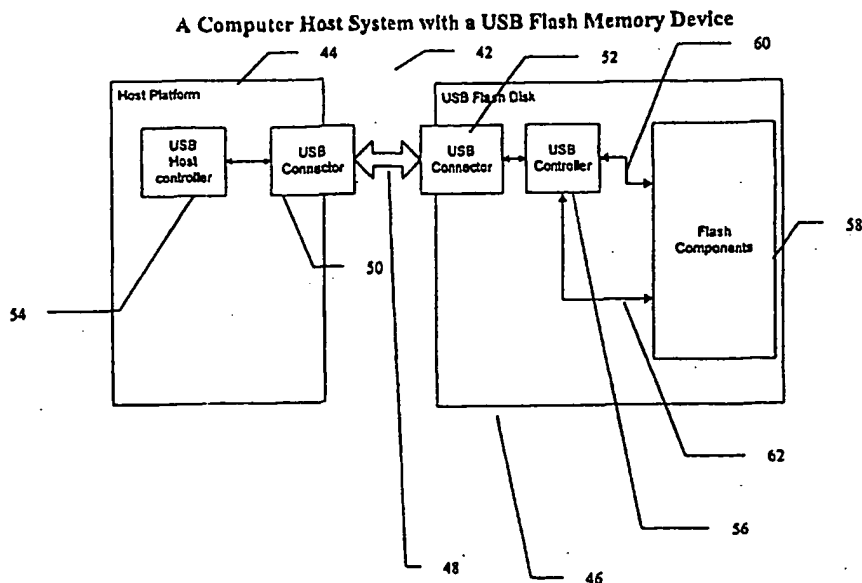 A Computer Host System with a USB Flash Memory Device
44
42
52
60
Host Platform
USB Flash Disk
USB
Host
controller
USB
Connector
USB
Connector
USB
Controller
Flash
Components
58
50
54
62
56
48
46